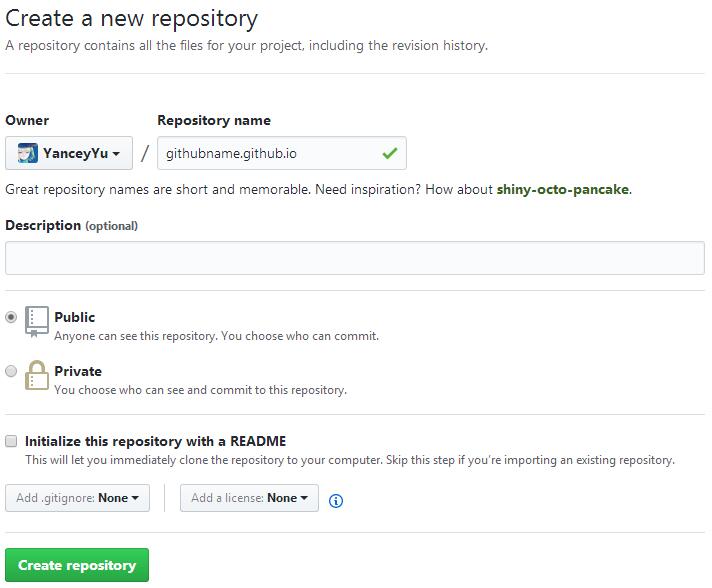 Create a new repository
A repository contains all the files for your project, including the revision history.
Owner Repository name
YanceyYu / githubname.github.io
Great repository names are short and memorable. Need inspiration? How about shiny-octo-pancake.
Description (optional)
Public
Anyone can see this repository. You choose who can commit.
Private
You choose who can see and commit to this repository.
Initialize this repository with a README
This will let you immediately clone the repository to your computer. Skip this step if you’re importing an existing repository.
Add .gitignore: None Add a license: None
Create repository